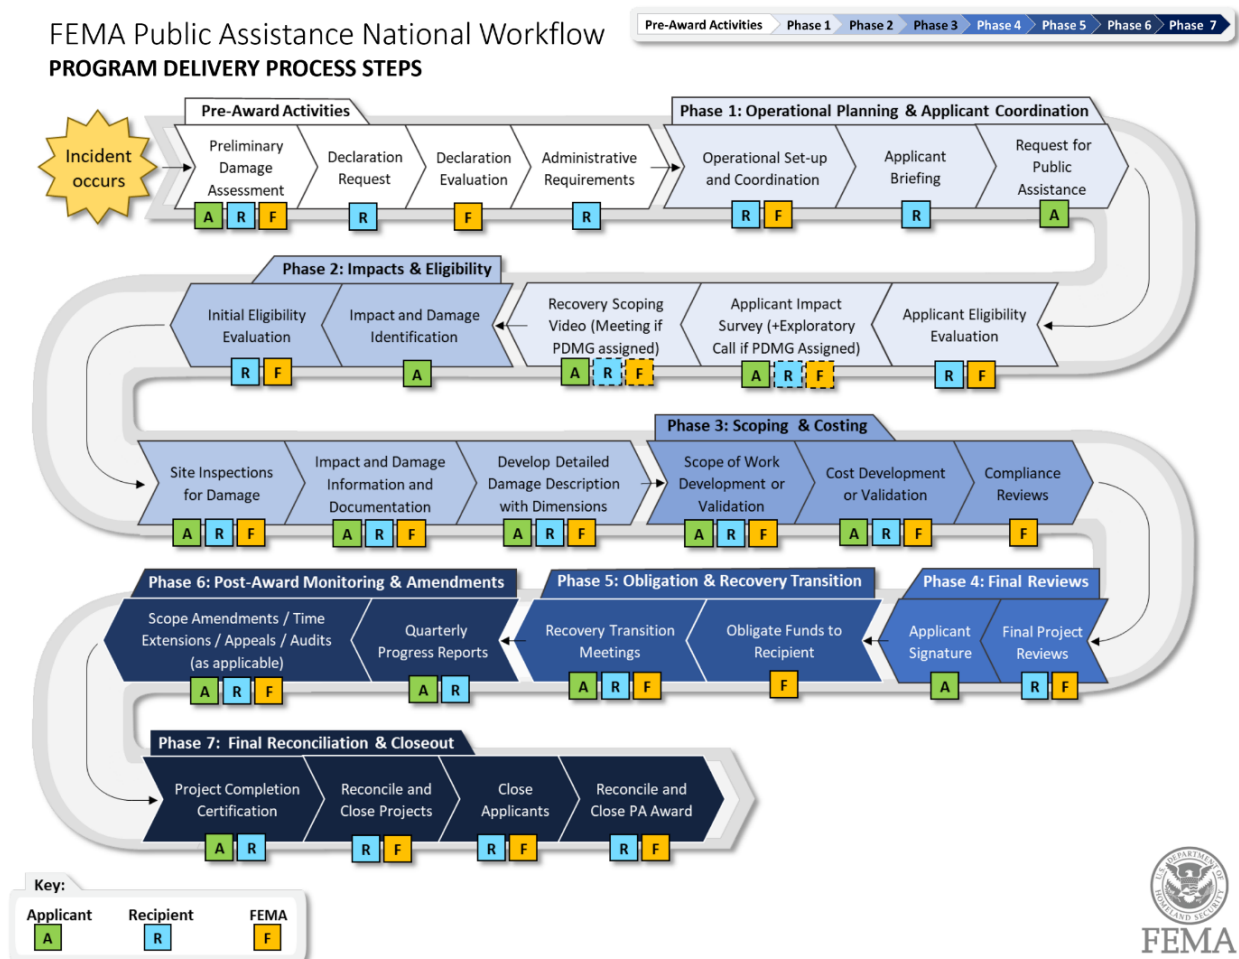 FEMA Public Assistance National Workflow
PROGRAM DELIVERY PROCESS STEPS
Pre-Award Activities
Phase 1
Phase 2
Phase 3
Phase 4
Phase 5
Phase 6
Phase 7
Incident
occurs
Pre-Award Activities
Preliminary
Damage
Assessment
A R F
Declaration
Request
R
Declaration
Evaluation
F
Administrative
Requirements
R
Phase 1: Operational Planning & Applicant Coordination
Operational Set-up
and Coordination
R F
Applicant
Briefing
R
Request for
Public
Assistance
A
Applicant Eligibility
Evaluation
R F
Applicant Impact
Survey (+Exploratory
Call if PDMG Assigned)
A R F
Recovery Scoping
Video (Meeting if
PDMG assigned)
A R F
Phase 2: Impacts & Eligibility
Impact and Damage
Identification
A
Initial Eligibility
Evaluation
R F
Site Inspections
for Damage
A R F
Impact and Damage
Information and
Documentation
A R F
Develop Detailed
Damage Description
with Dimensions
A R F
Phase 3: Scoping & Costing
Scope of Work
Development or
Validation
A R F
Cost Development
or Validation
A R F
Compliance
Reviews
F
Phase 4: Final Reviews
Final Project
Reviews
R F
Applicant
Signature
A
Phase 5: Obligation & Recovery Transition
Obligate Funds to
Recipient
F
Recovery Transition
Meetings
A R F
Phase 6: Post-Award Monitoring & Amendments
Quarterly
Progress Reports
A R
Scope Amendments / Time
Extensions / Appeals / Audits
(as applicable)
A R F
Phase 7: Final Reconciliation & Closeout
Project Completion
Certification
A R
Reconcile and
Close Projects
R F
Close
Applicants
R F
Reconcile and
Close PA Award
R F
Key:
Applicant
A
Recipient
R
FEMA
F
U.S. DEPARTMENT OF
HOMELAND SECURITY
FEMA